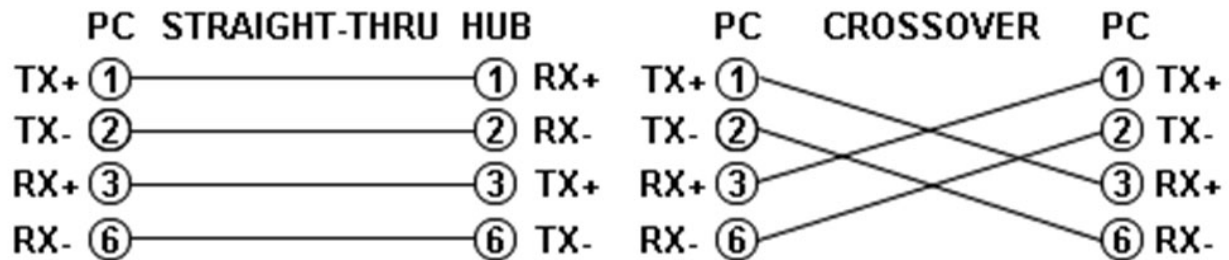 PC STRAIGHT-THRU HUB PC CROSSOVER PC
TX+ 1 1 RX+ TX+ 1 1 TX+
TX- 2 2 RX- TX- 2 2 TX-
RX+ 3 3 TX+ RX+ 3 3 RX+
RX- 6 6 TX- RX- 6 6 RX-